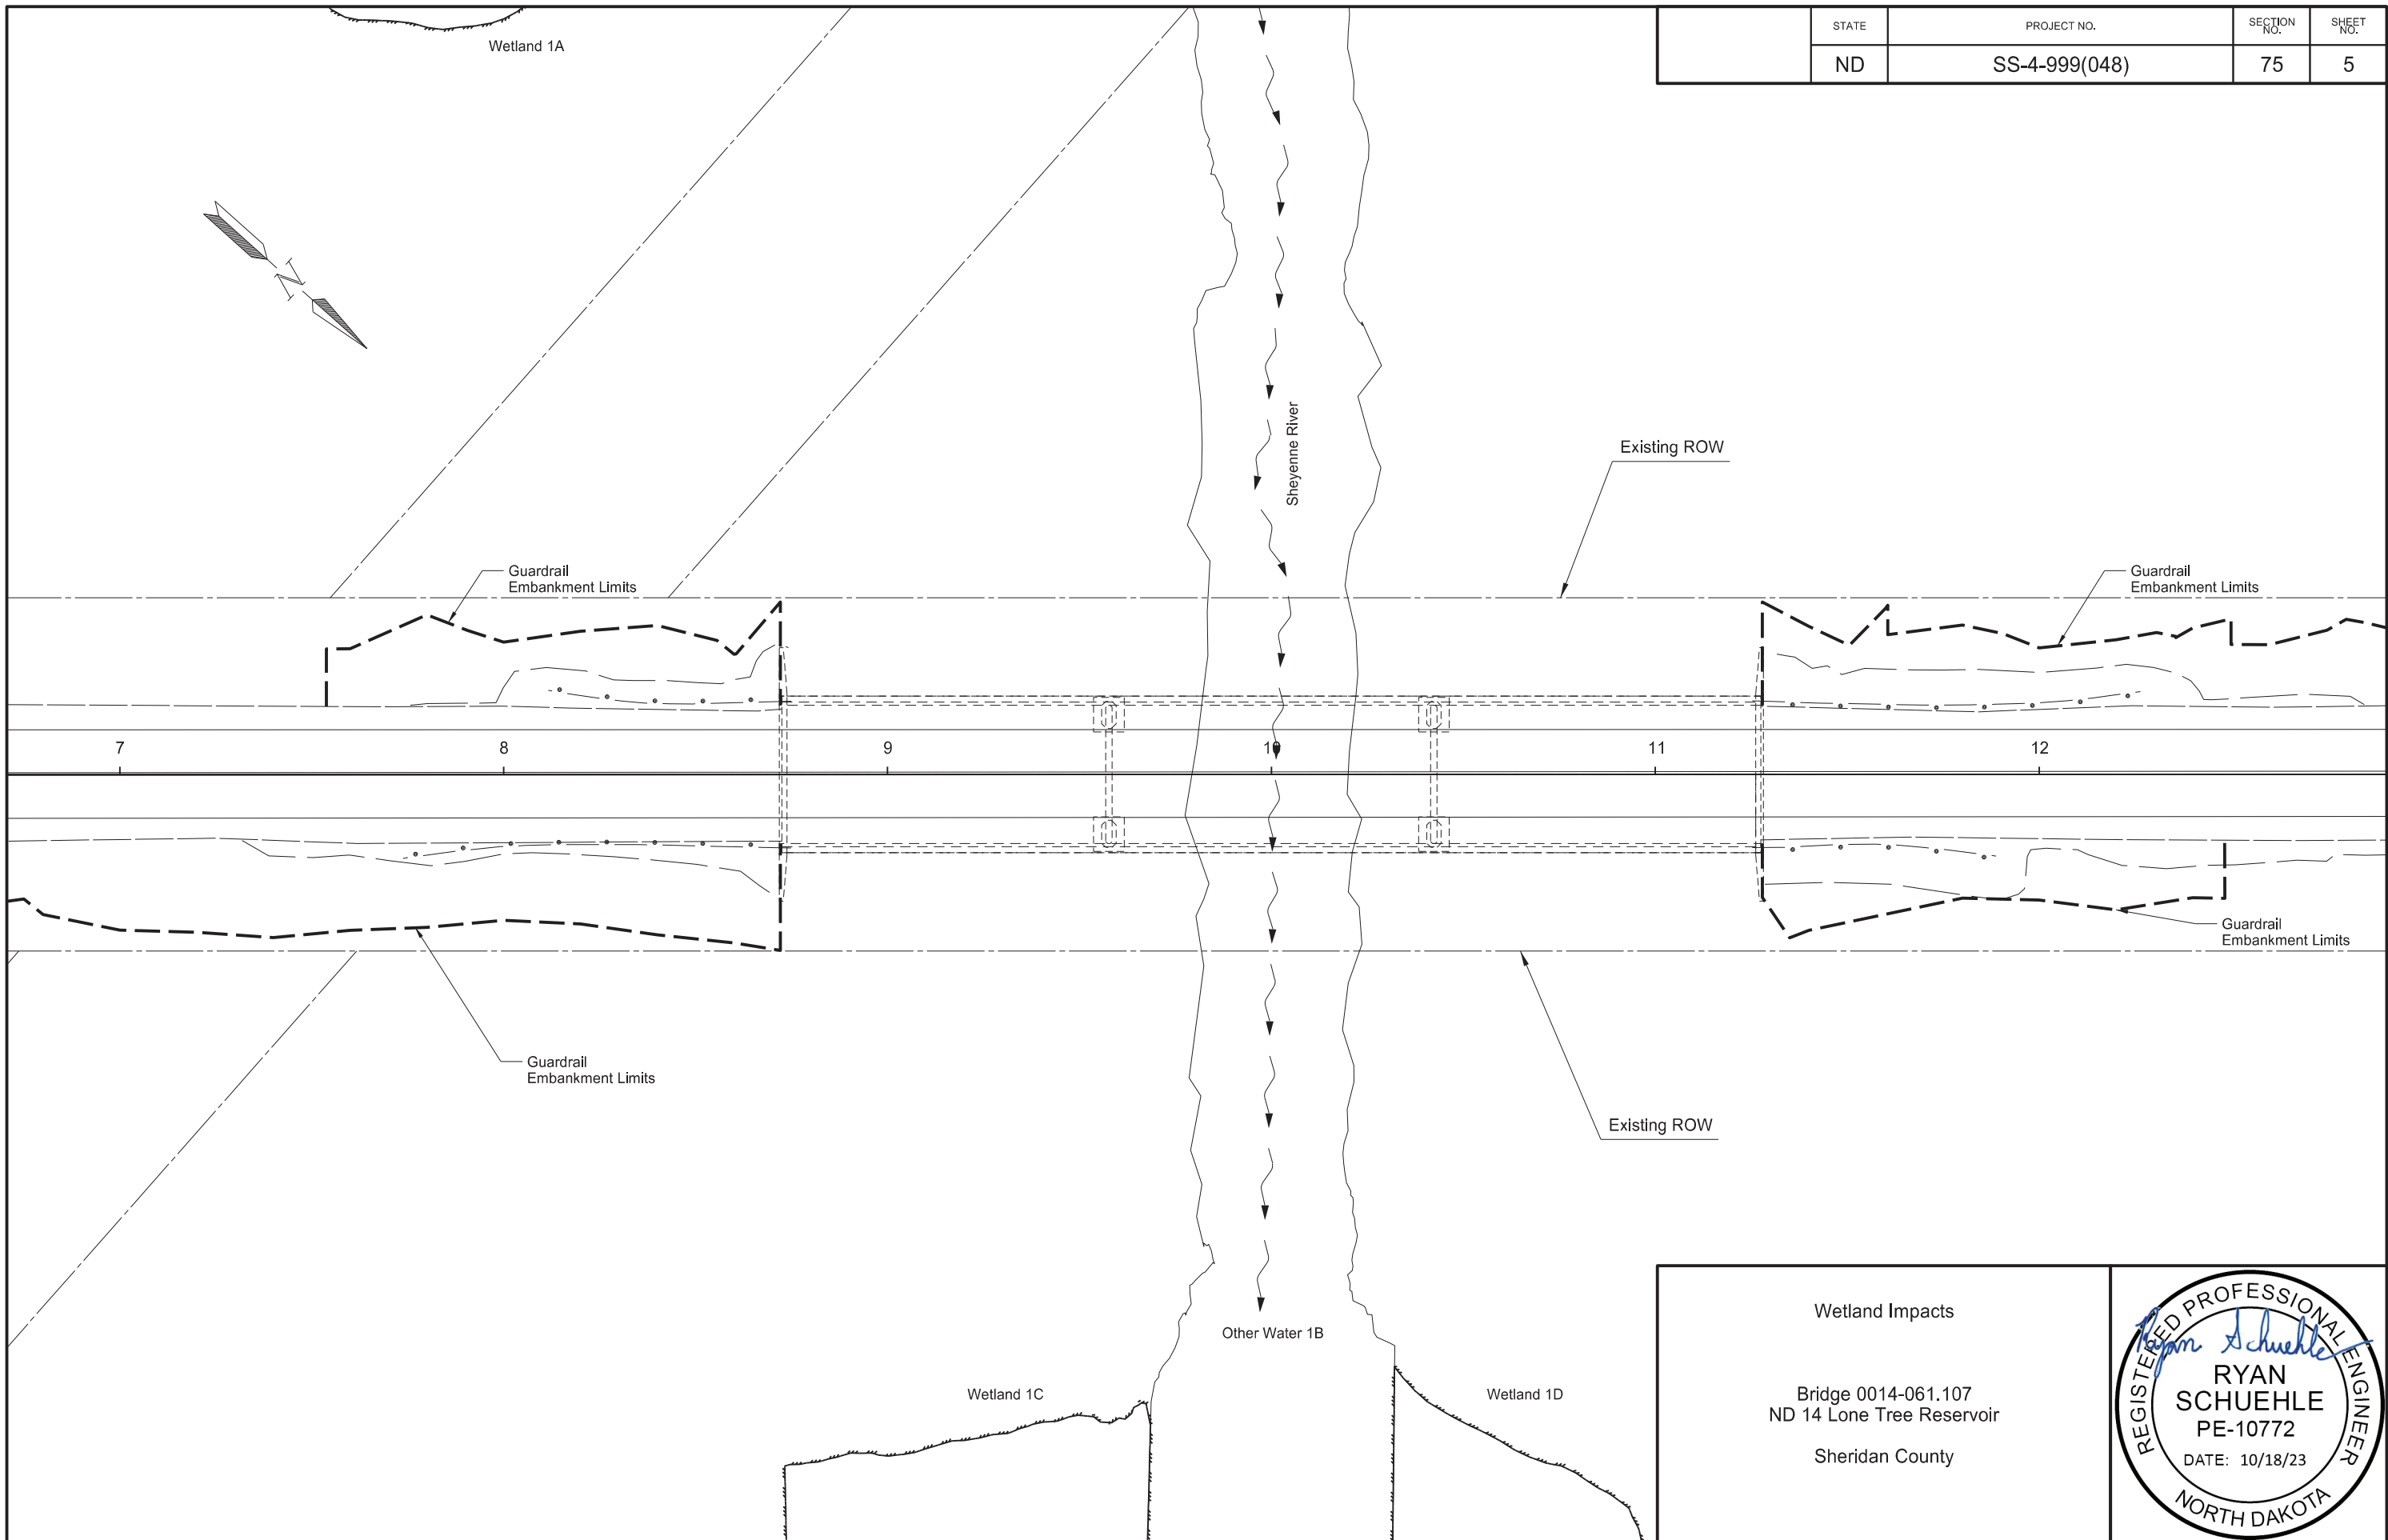 Wetland 1A
STATE
PROJECT NO.
SECTION
NO.
SHEET
NO.
ND
SS-4-999(048)
75
5
N
Sheyenne River
Existing ROW
Guardrail
Embankment Limits
Guardrail
Embankment Limits
7
8
9
10
11
12
Guardrail
Embankment Limits
Guardrail
Embankment Limits
Existing ROW
Other Water 1B
Wetland 1C
Wetland 1D
Wetland Impacts
Bridge 0014-061.107
ND 14 Lone Tree Reservoir
Sheridan County
REGISTERED PROFESSIONAL ENGINEER
Ryan Schuehle
RYAN
SCHUEHLE
PE-10772
DATE: 10/18/23
NORTH DAKOTA